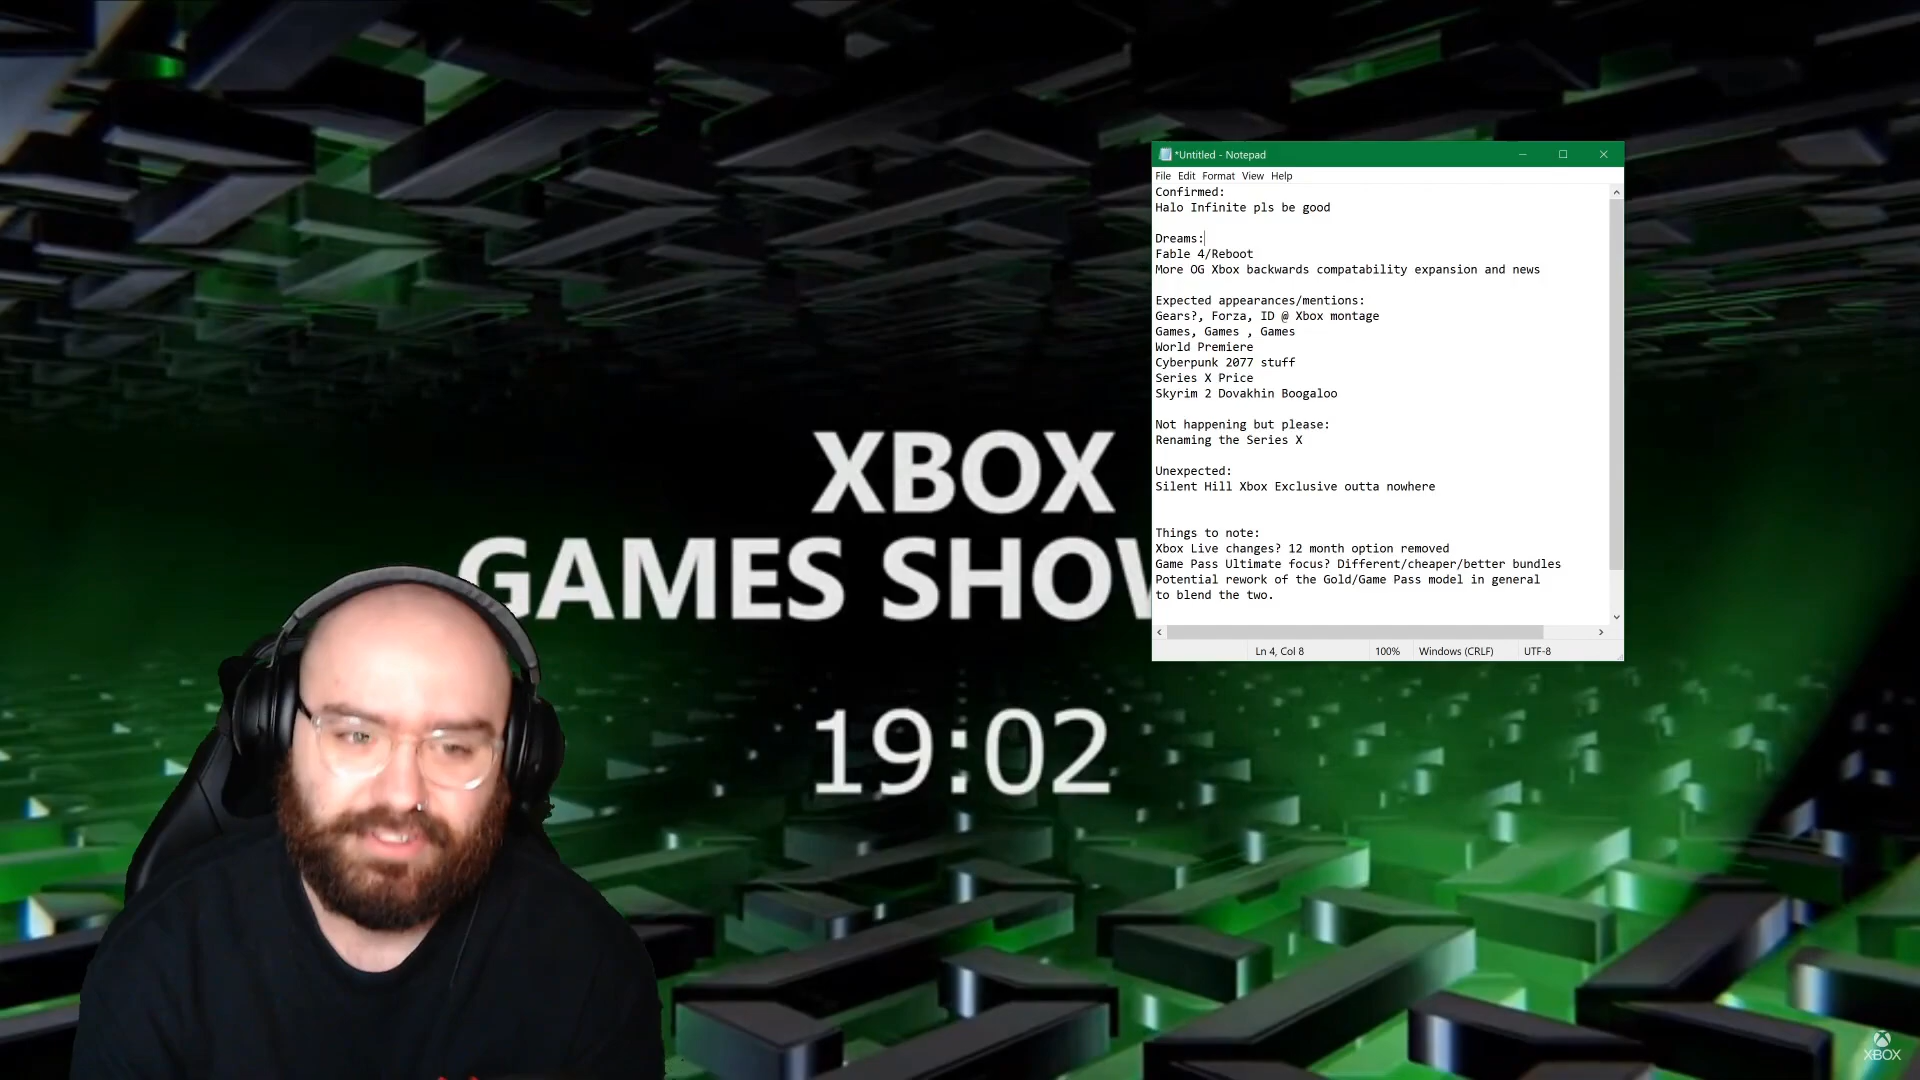 *Untitled - Notepad
File Edit Format View Help
Confirmed:
Halo Infinite pls be good
Dreams:
Fable 4/Reboot
More OG Xbox backwards compatability expansion and news
Expected appearances/mentions:
Gears?, Forza, ID @ Xbox montage
Games, Games , Games
World Premiere
Cyberpunk 2077 stuff
Series X Price
Skyrim 2 Dovakhin Boogaloo
Not happening but please:
Renaming the Series X
Unexpected:
Silent Hill Xbox Exclusive outta nowhere
Things to note:
Xbox Live changes? 12 month option removed
Game Pass Ultimate focus? Different/cheaper/better bundles
Potential rework of the Gold/Game Pass model in general
to blend the two.
Ln 4, Col 8 100% Windows (CRLF) UTF-8
XBOX
GAMES SHOW
19:02
XBOX